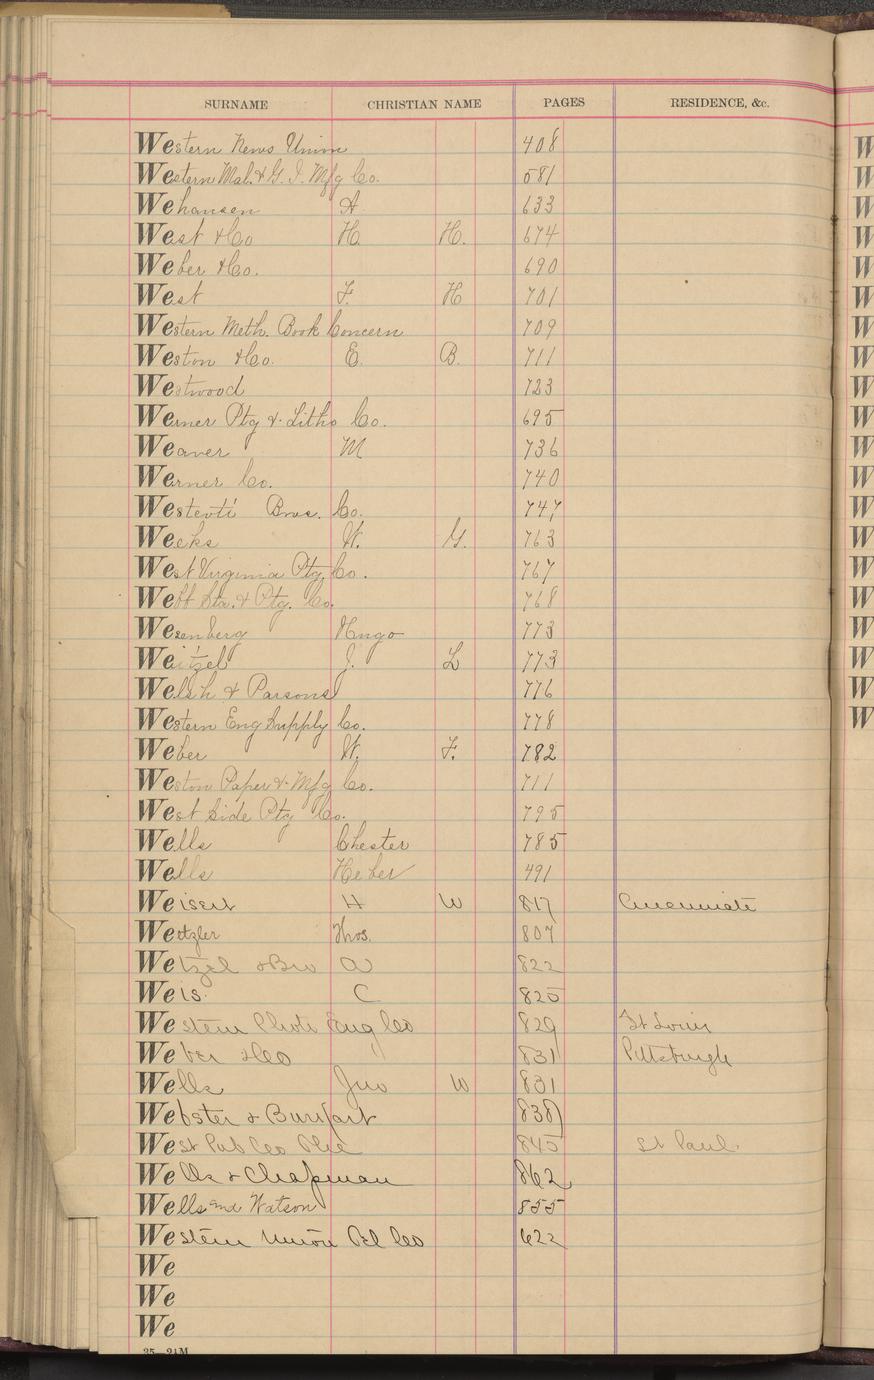 SURNAME CHRISTIAN NAME PAGES RESIDENCE, &c.
Western News Union 408
Western Mal. & G. I. Mfg Co. 581
Wehansen A 633
West & Co H. H. 674
Weber & Co. 690
West F. H 701
Western Meth. Book Concern 709
Weston & Co. E. B. 711
Westwood 723
Werner Ptg & Litho Co. 695
Weaver M 736
Werner Co. 740
Bros. Co. 747
Weeks W. G. 763
West Virginia Ptg. Co. 767
Webb Sta. & Ptg. Co. 768
Wesenberg Hugo 773
Weitzel J. L 773
Welsh & Parsons 776
Western Eng Supply Co. 778
Weber W. F. 782
Weston Paper & Mfg Co. 711
West Side Ptg Co. 795
Wells Chester 785
Wells Heber 491
Weisert H W 817 Cincinnati
Wetzler Thos. 807
Wetzel & Bro A 822
Weis. C 825
Western Photo Eng Co 829 St Louis
Weber & Co 831 Pittsburgh
Wells Jno W 831
Webster & 838
West Pub Co 845 St Paul.
Wells & Chapman 862
Wells and Watson 855
Western Union Tel Co 622
We
We
We
35—21M